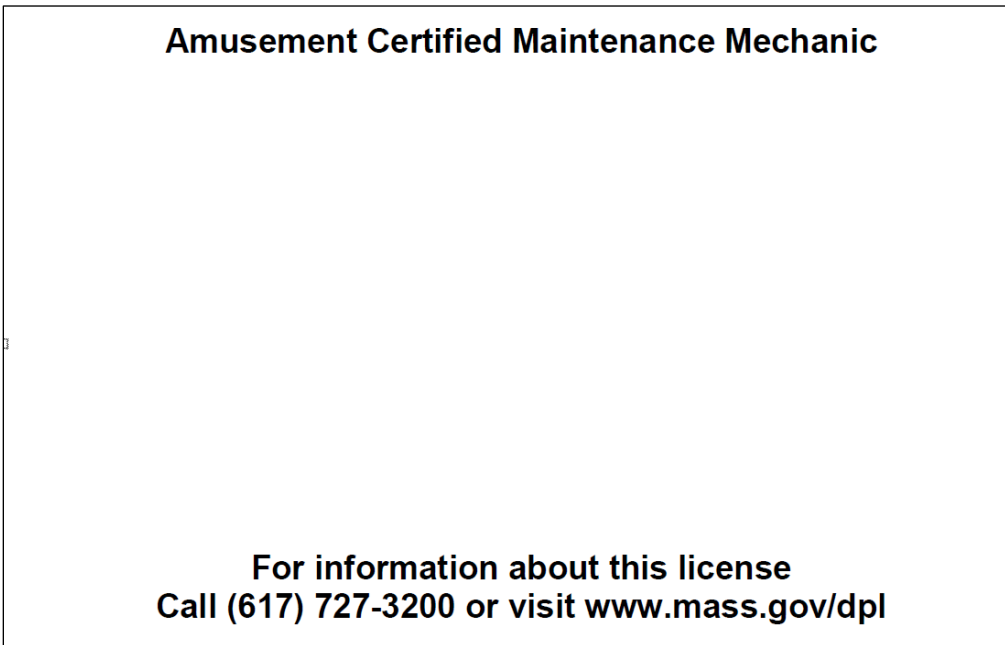 Amusement Certified Maintenance Mechanic
For information about this license
Call (617) 727-3200 or visit www.mass.gov/dpl